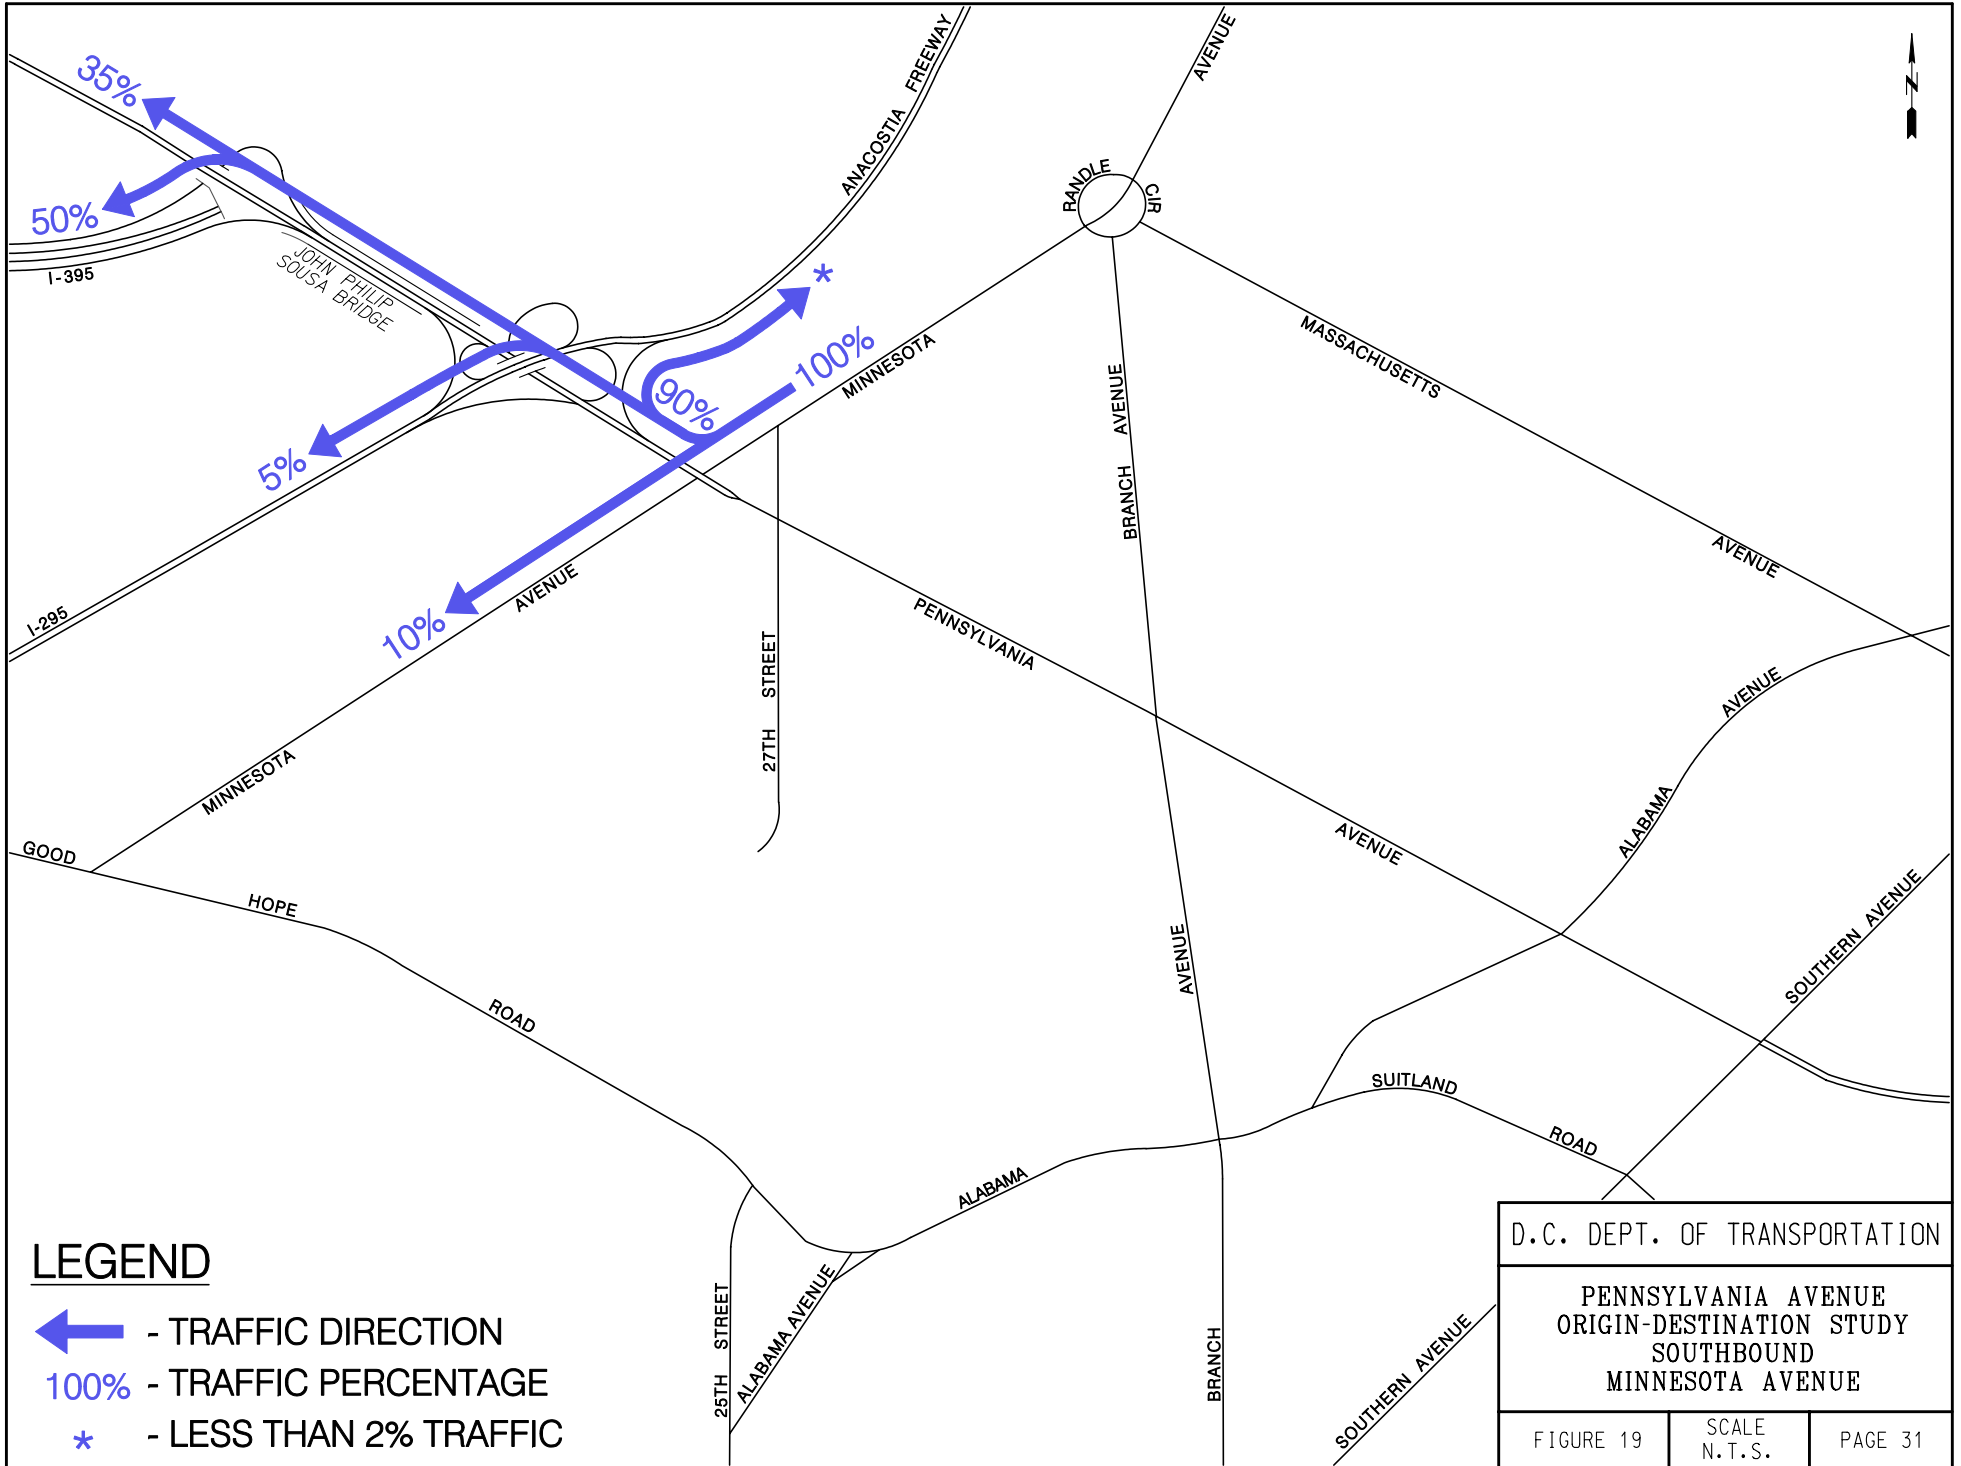 35%
50%
I-395
JOHN PHILIP
SOUSA BRIDGE
ANACOSTIA FREEWAY
AVENUE
N
RANDLE
CIR
*
100%
90%
MINNESOTA
MASSACHUSETTS
AVENUE
BRANCH AVENUE
5%
10%
I-295
AVENUE
PENNSYLVANIA
27TH STREET
MINNESOTA
AVENUE
ALABAMA
AVENUE
GOOD
HOPE
ROAD
AVENUE
SOUTHERN AVENUE
SUITLAND
ROAD
ALABAMA
25TH STREET
ALABAMA AVENUE
BRANCH
SOUTHERN AVENUE
LEGEND
- TRAFFIC DIRECTION
100% - TRAFFIC PERCENTAGE
* - LESS THAN 2% TRAFFIC
D.C. DEPT. OF TRANSPORTATION
PENNSYLVANIA AVENUE
ORIGIN-DESTINATION STUDY
SOUTHBOUND
MINNESOTA AVENUE
FIGURE 19
SCALE
N.T.S.
PAGE 31